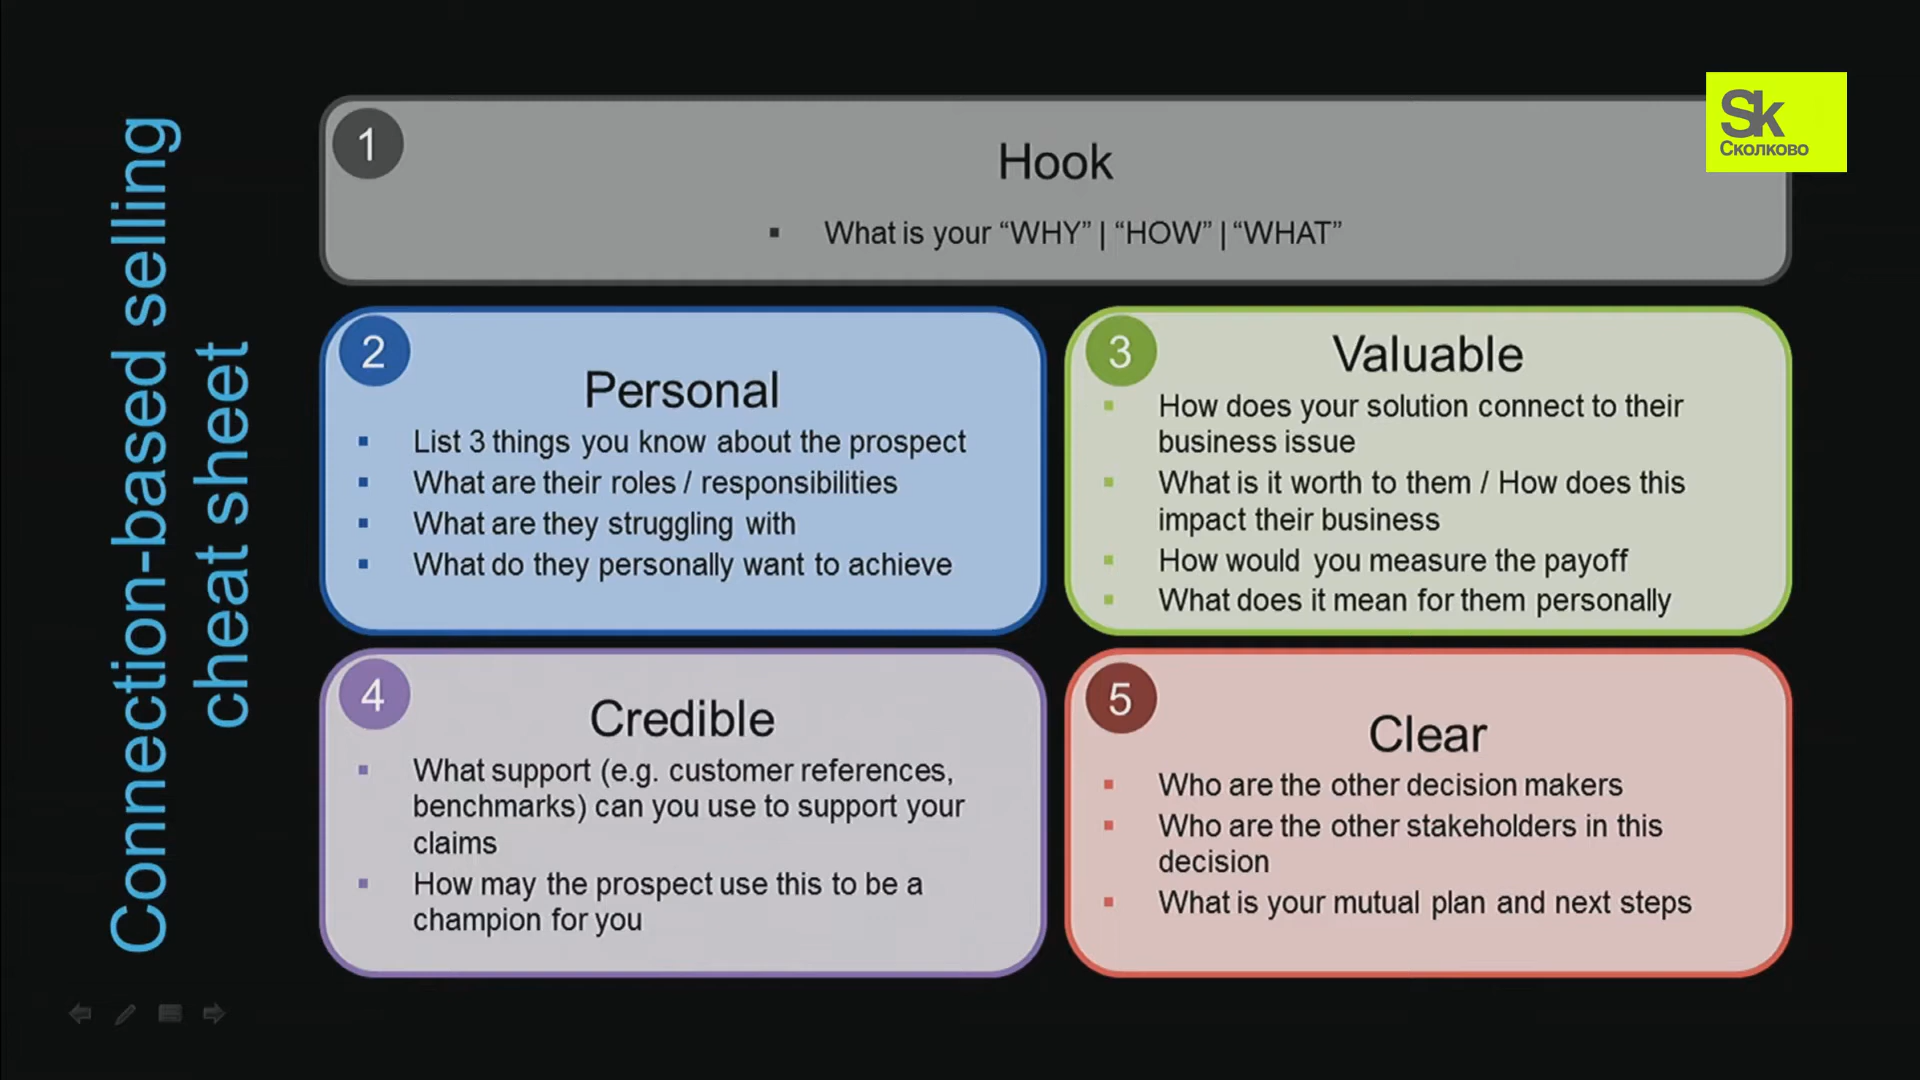 Connection-based selling
cheat sheet
Sk
Сколково
1
Hook
▪ What is your “WHY” | “HOW” | “WHAT”
2
Personal
▪ List 3 things you know about the prospect
▪ What are their roles / responsibilities
▪ What are they struggling with
▪ What do they personally want to achieve
3
Valuable
▪ How does your solution connect to their
business issue
▪ What is it worth to them / How does this
impact their business
▪ How would you measure the payoff
▪ What does it mean for them personally
4
Credible
▪ What support (e.g. customer references,
benchmarks) can you use to support your
claims
▪ How may the prospect use this to be a
champion for you
5
Clear
▪ Who are the other decision makers
▪ Who are the other stakeholders in this
decision
▪ What is your mutual plan and next steps